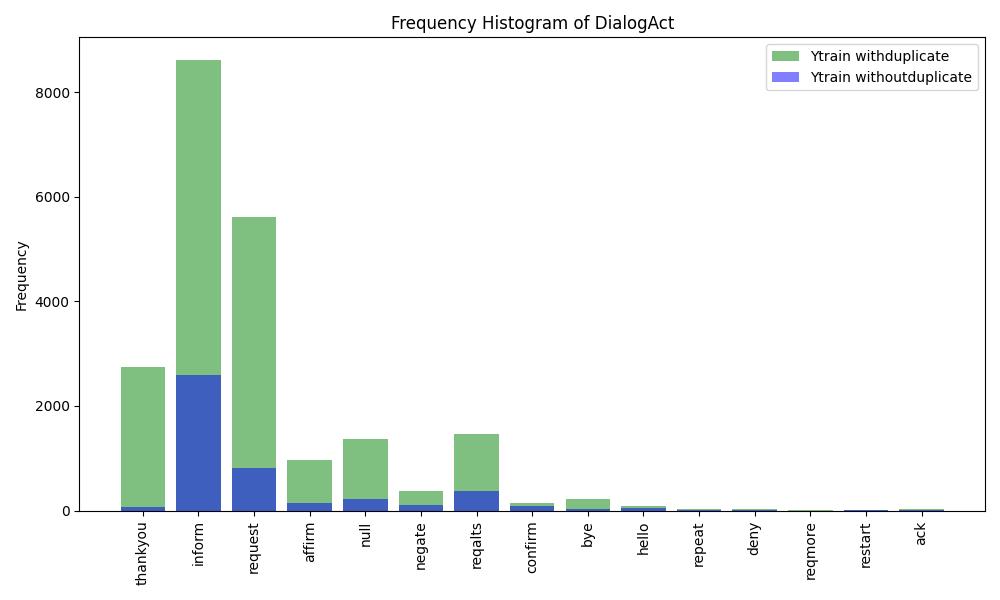 Frequency Histogram of DialogAct
Ytrain withduplicate
Ytrain withoutduplicate
Frequency
8000
6000
4000
2000
0
thankyou
inform
request
affirm
null
negate
reqalts
confirm
bye
hello
repeat
deny
reqmore
restart
ack